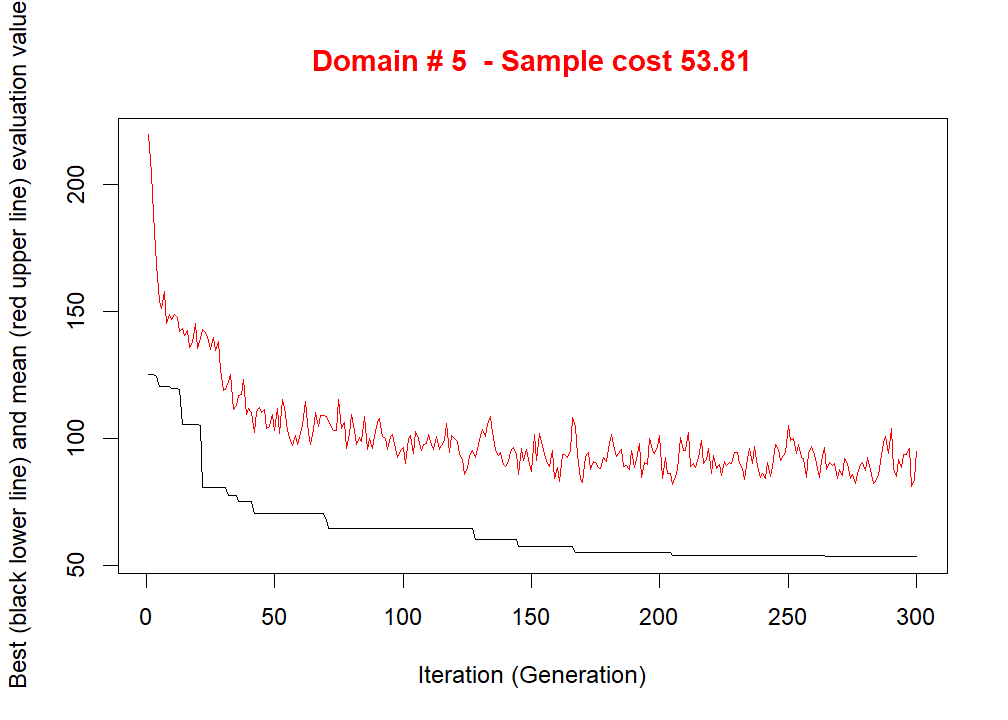 Domain # 5  - Sample cost 53.81
Best (black lower line) and mean (red upper line) evaluation value
200
150
100
50
0 50 100 150 200 250 300
Iteration (Generation)